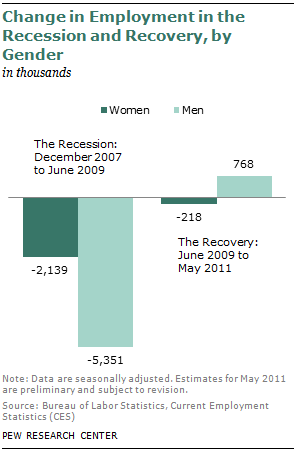 Change in Employment in the
Recession and Recovery, by
Gender
in thousands
Women Men
The Recession:
December 2007
to June 2009
768
-218
-2,139
The Recovery:
June 2009 to
May 2011
-5,351
Note: Data are seasonally adjusted. Estimates for May 2011
are preliminary and subject to revision.
Source: Bureau of Labor Statistics, Current Employment
Statistics (CES)
PEW RESEARCH CENTER